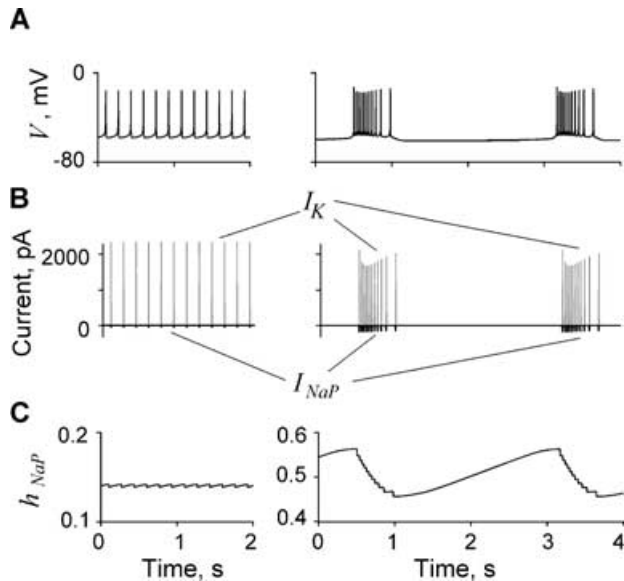 A
V, mV
0
-80
B
Current, pA
2000
0
I_K
I_NaP
C
h_NaP
0.2
0.1
0.6
0.5
0.4
0 1 2
0 1 2 3 4
Time, s
Time, s